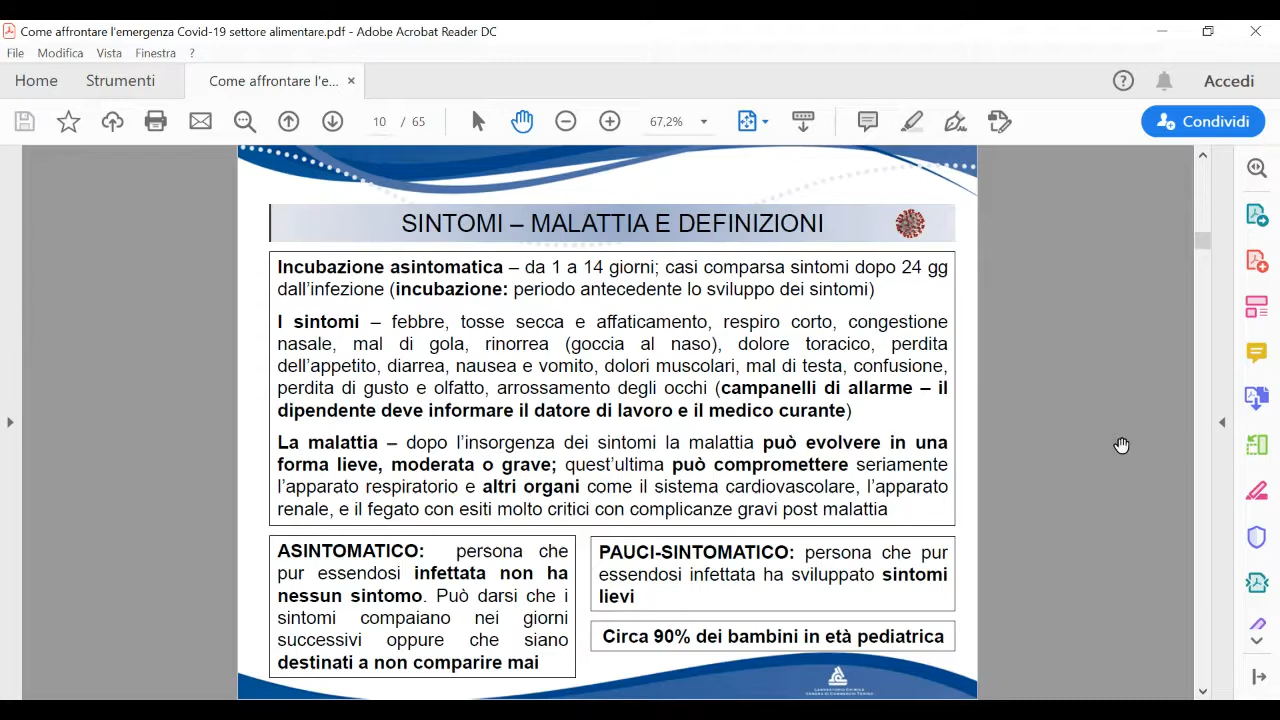 Come affrontare l'emergenza Covid-19 settore alimentare.pdf - Adobe Acrobat Reader DC
File Modifica Vista Finestra ?
Home Strumenti Come affrontare l'e... × Accedi
10 / 65 67,2% Condividi
SINTOMI – MALATTIA E DEFINIZIONI
Incubazione asintomatica – da 1 a 14 giorni; casi comparsa sintomi dopo 24 gg
dall'infezione (incubazione: periodo antecedente lo sviluppo dei sintomi)
I sintomi – febbre, tosse secca e affaticamento, respiro corto, congestione
nasale, mal di gola, rinorrea (goccia al naso), dolore toracico, perdita
dell'appetito, diarrea, nausea e vomito, dolori muscolari, mal di testa, confusione,
perdita di gusto e olfatto, arrossamento degli occhi (campanelli di allarme – il
dipendente deve informare il datore di lavoro e il medico curante)
La malattia – dopo l'insorgenza dei sintomi la malattia può evolvere in una
forma lieve, moderata o grave; quest'ultima può compromettere seriamente
l'apparato respiratorio e altri organi come il sistema cardiovascolare, l'apparato
renale, e il fegato con esiti molto critici con complicanze gravi post malattia
ASINTOMATICO: persona che
pur essendosi infettata non ha
nessun sintomo. Può darsi che i
sintomi compaiano nei giorni
successivi oppure che siano
destinati a non comparire mai
PAUCI-SINTOMATICO: persona che pur
essendosi infettata ha sviluppato sintomi
lievi
Circa 90% dei bambini in età pediatrica
LABORATORIO CHIMICO
CAMERA DI COMMERCIO TORINO